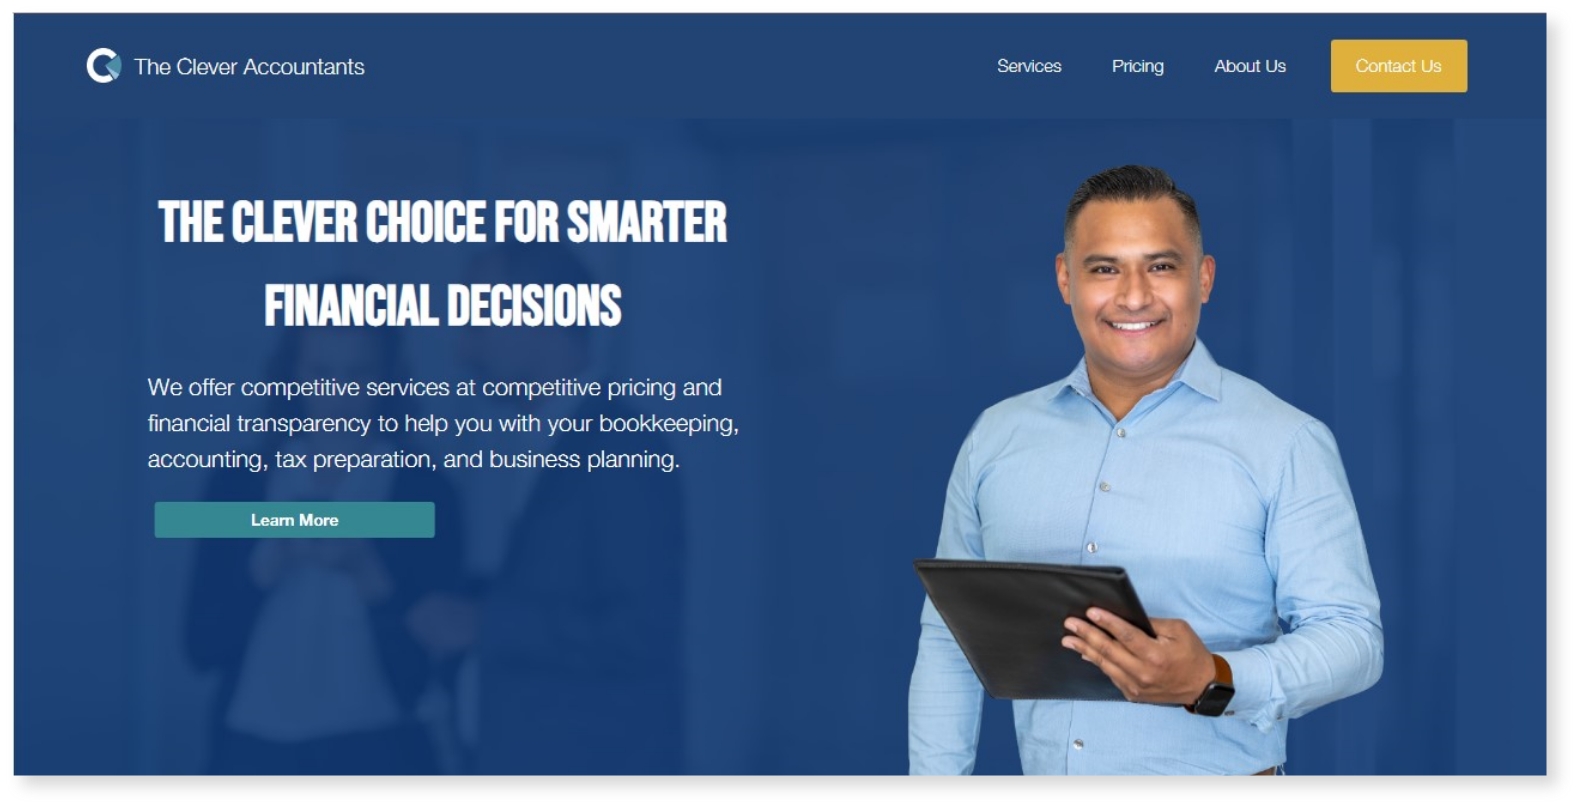 The Clever Accountants
Services
Pricing
About Us
Contact Us
THE CLEVER CHOICE FOR SMARTER
FINANCIAL DECISIONS
We offer competitive services at competitive pricing and
financial transparency to help you with your bookkeeping,
accounting, tax preparation, and business planning.
Learn More